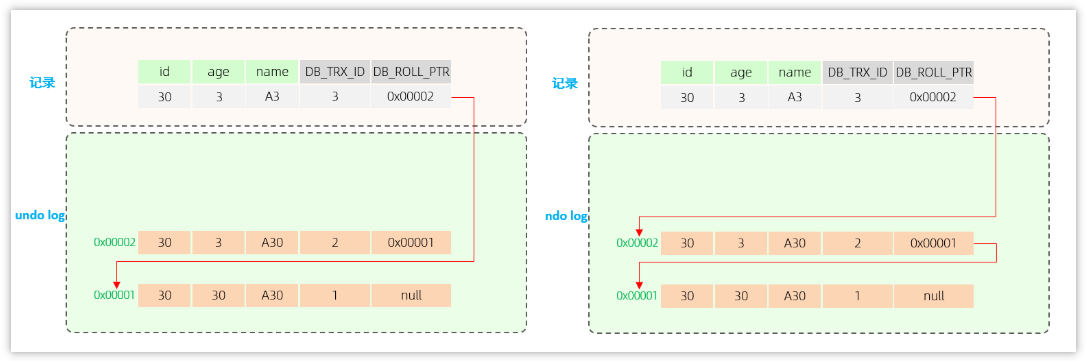 id age name DB_TRX_ID DB_ROLL_PTR
记录
30 3 A3 3 0x00002
undo log
0x00002 30 3 A30 2 0x00001
0x00001 30 30 A30 1 null
id age name DB_TRX_ID DB_ROLL_PTR
记录
30 3 A3 3 0x00002
ndo log
0x00002 30 3 A30 2 0x00001
0x00001 30 30 A30 1 null